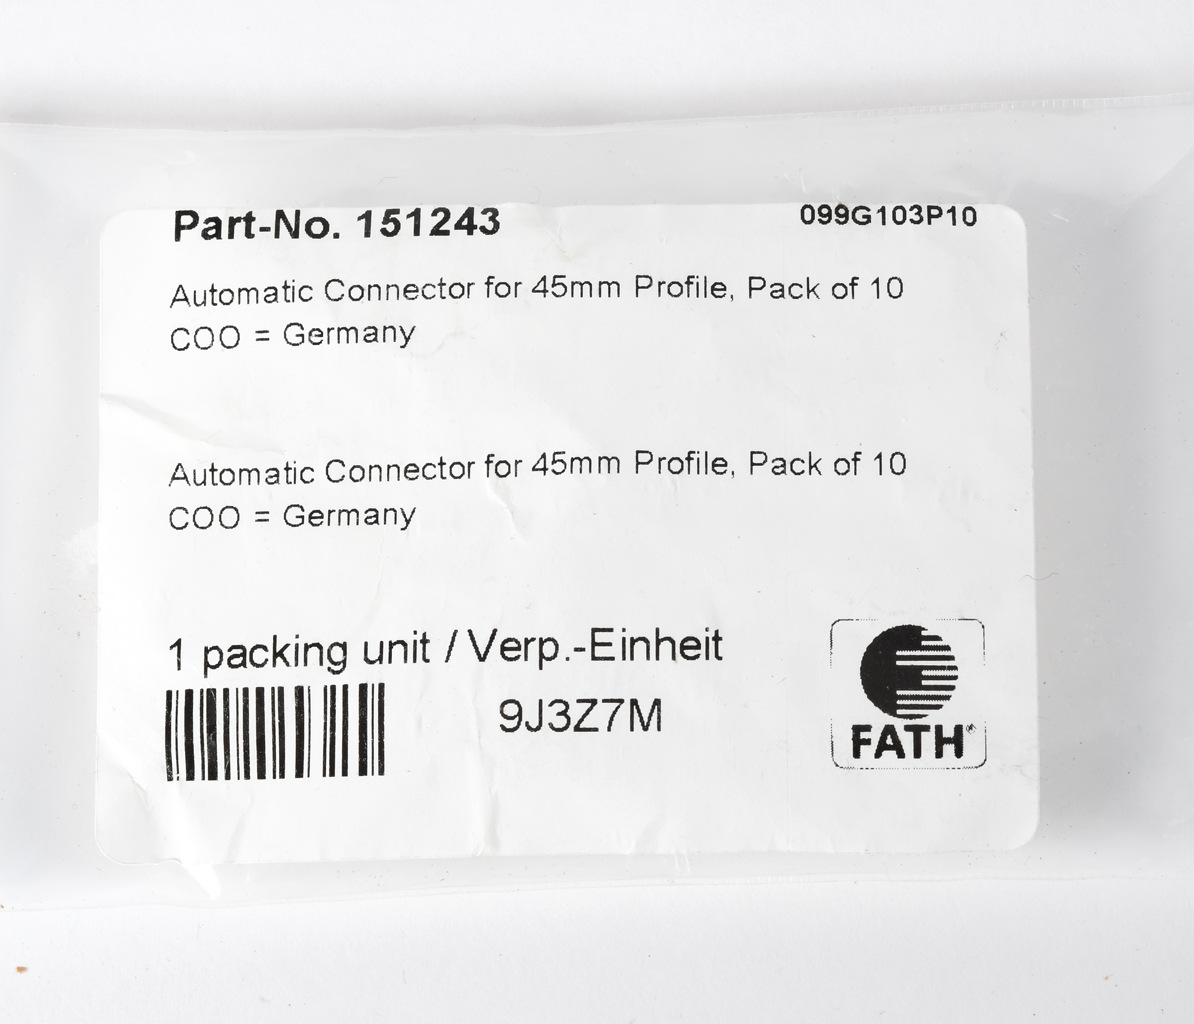 Part-No. 151243
099G103P10
Automatic Connector for 45mm Profile, Pack of 10
COO = Germany
Automatic Connector for 45mm Profile, Pack of 10
COO = Germany
1 packing unit / Verp.-Einheit
9J3Z7M
FATH®